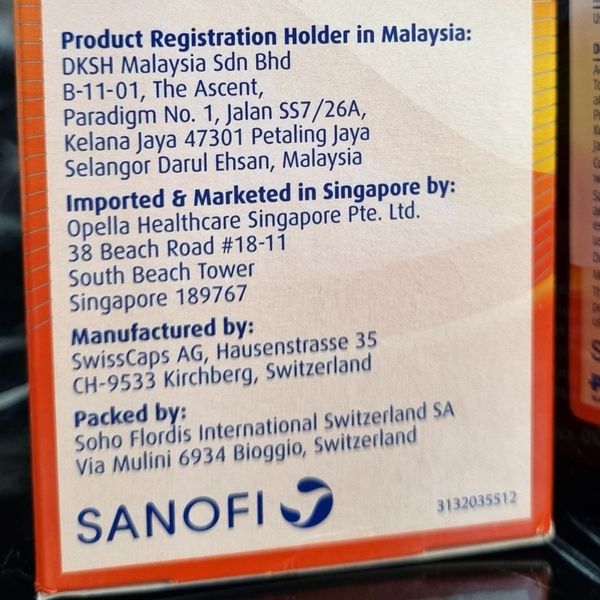 Product Registration Holder in Malaysia:
DKSH Malaysia Sdn Bhd
B-11-01, The Ascent,
Paradigm No. 1, Jalan SS7/26A,
Kelana Jaya 47301 Petaling Jaya
Selangor Darul Ehsan, Malaysia
Imported & Marketed in Singapore by:
Opella Healthcare Singapore Pte. Ltd.
38 Beach Road #18-11
South Beach Tower
Singapore 189767
Manufactured by:
SwissCaps AG, Hausenstrasse 35
CH-9533 Kirchberg, Switzerland
Packed by:
Soho Flordis International Switzerland SA
Via Mulini 6934 Bioggio, Switzerland
SANOFI
3132035512